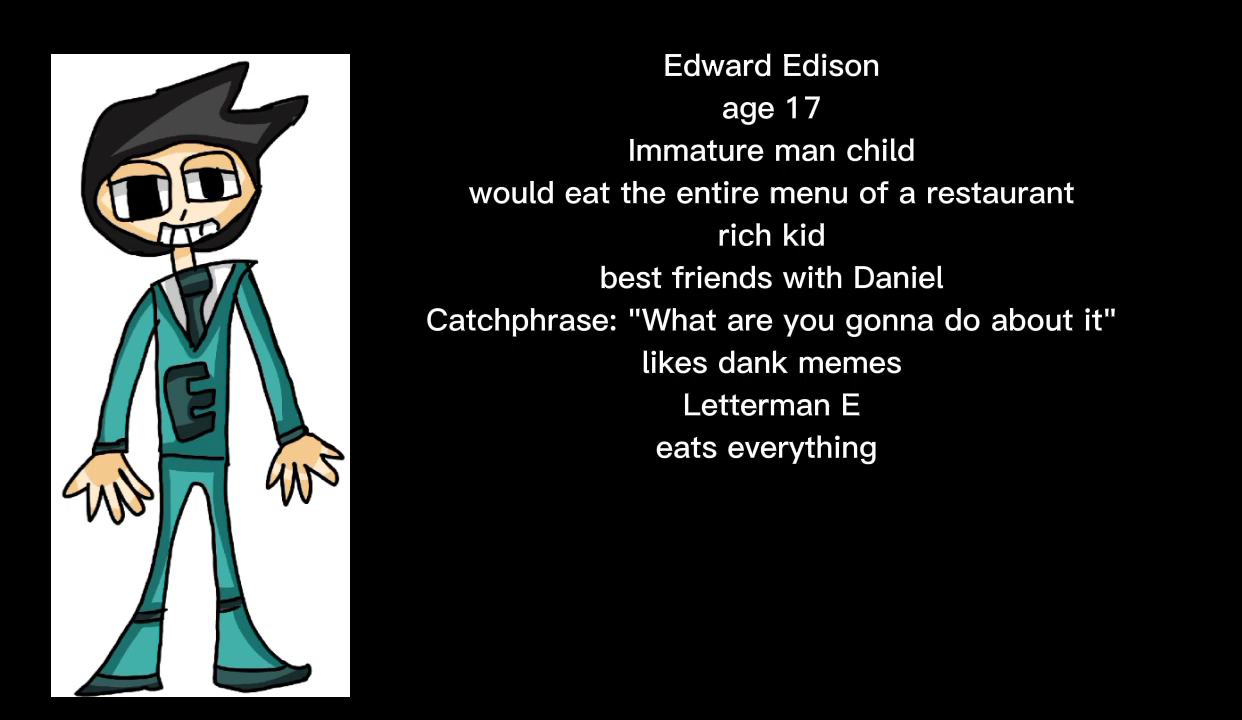 Edward Edison
age 17
Immature man child
would eat the entire menu of a restaurant
rich kid
best friends with Daniel
Catchphrase: "What are you gonna do about it"
likes dank memes
Letterman E
eats everything
E